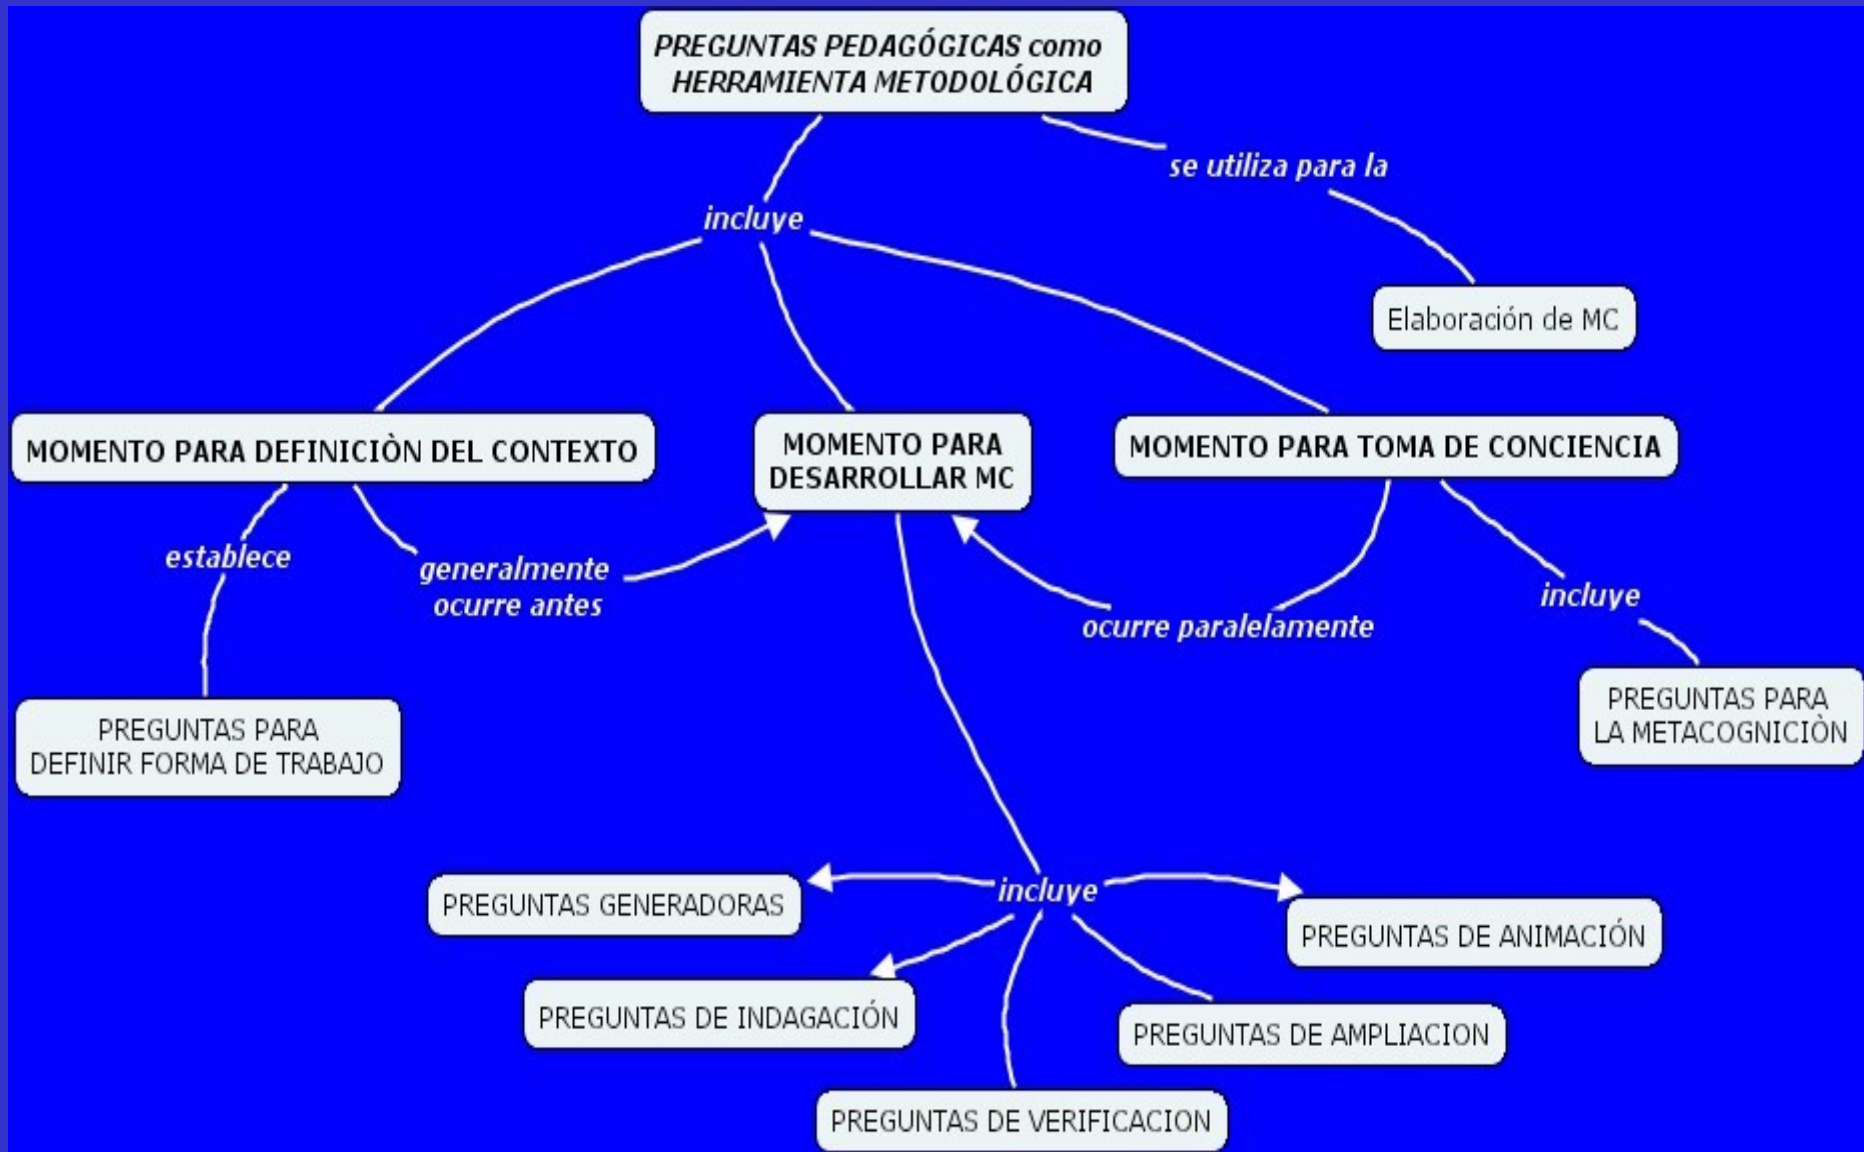 PREGUNTAS PEDAGÓGICAS como
HERRAMIENTA METODOLÓGICA
se utiliza para la
incluye
Elaboración de MC
MOMENTO PARA DEFINICIÒN DEL CONTEXTO
MOMENTO PARA
DESARROLLAR MC
MOMENTO PARA TOMA DE CONCIENCIA
establece
generalmente
ocurre antes
ocurre paralelamente
incluye
PREGUNTAS PARA
DEFINIR FORMA DE TRABAJO
PREGUNTAS PARA
LA METACOGNICIÒN
incluye
PREGUNTAS GENERADORAS
PREGUNTAS DE ANIMACIÓN
PREGUNTAS DE INDAGACIÓN
PREGUNTAS DE AMPLIACION
PREGUNTAS DE VERIFICACION